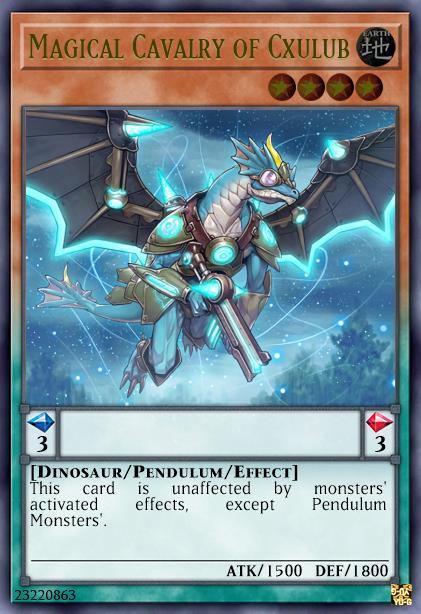 Magical Cavalry of Cxulub
EARTH
地
3
3
[Dinosaur/Pendulum/Effect]
This card is unaffected by monsters'
activated effects, except Pendulum
Monsters'.
ATK/1500 DEF/1800
23220863